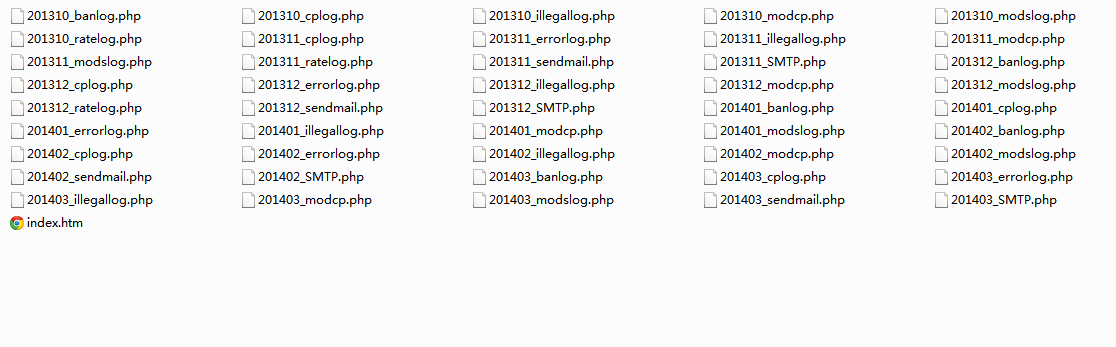 201310_banlog.php 201310_cplog.php 201310_illegallog.php 201310_modcp.php 201310_modslog.php
201310_ratelog.php 201311_cplog.php 201311_errorlog.php 201311_illegallog.php 201311_modcp.php
201311_modslog.php 201311_ratelog.php 201311_sendmail.php 201311_SMTP.php 201312_banlog.php
201312_cplog.php 201312_errorlog.php 201312_illegallog.php 201312_modcp.php 201312_modslog.php
201312_ratelog.php 201312_sendmail.php 201312_SMTP.php 201401_banlog.php 201401_cplog.php
201401_errorlog.php 201401_illegallog.php 201401_modcp.php 201401_modslog.php 201402_banlog.php
201402_cplog.php 201402_errorlog.php 201402_illegallog.php 201402_modcp.php 201402_modslog.php
201402_sendmail.php 201402_SMTP.php 201403_banlog.php 201403_cplog.php 201403_errorlog.php
201403_illegallog.php 201403_modcp.php 201403_modslog.php 201403_sendmail.php 201403_SMTP.php
index.htm